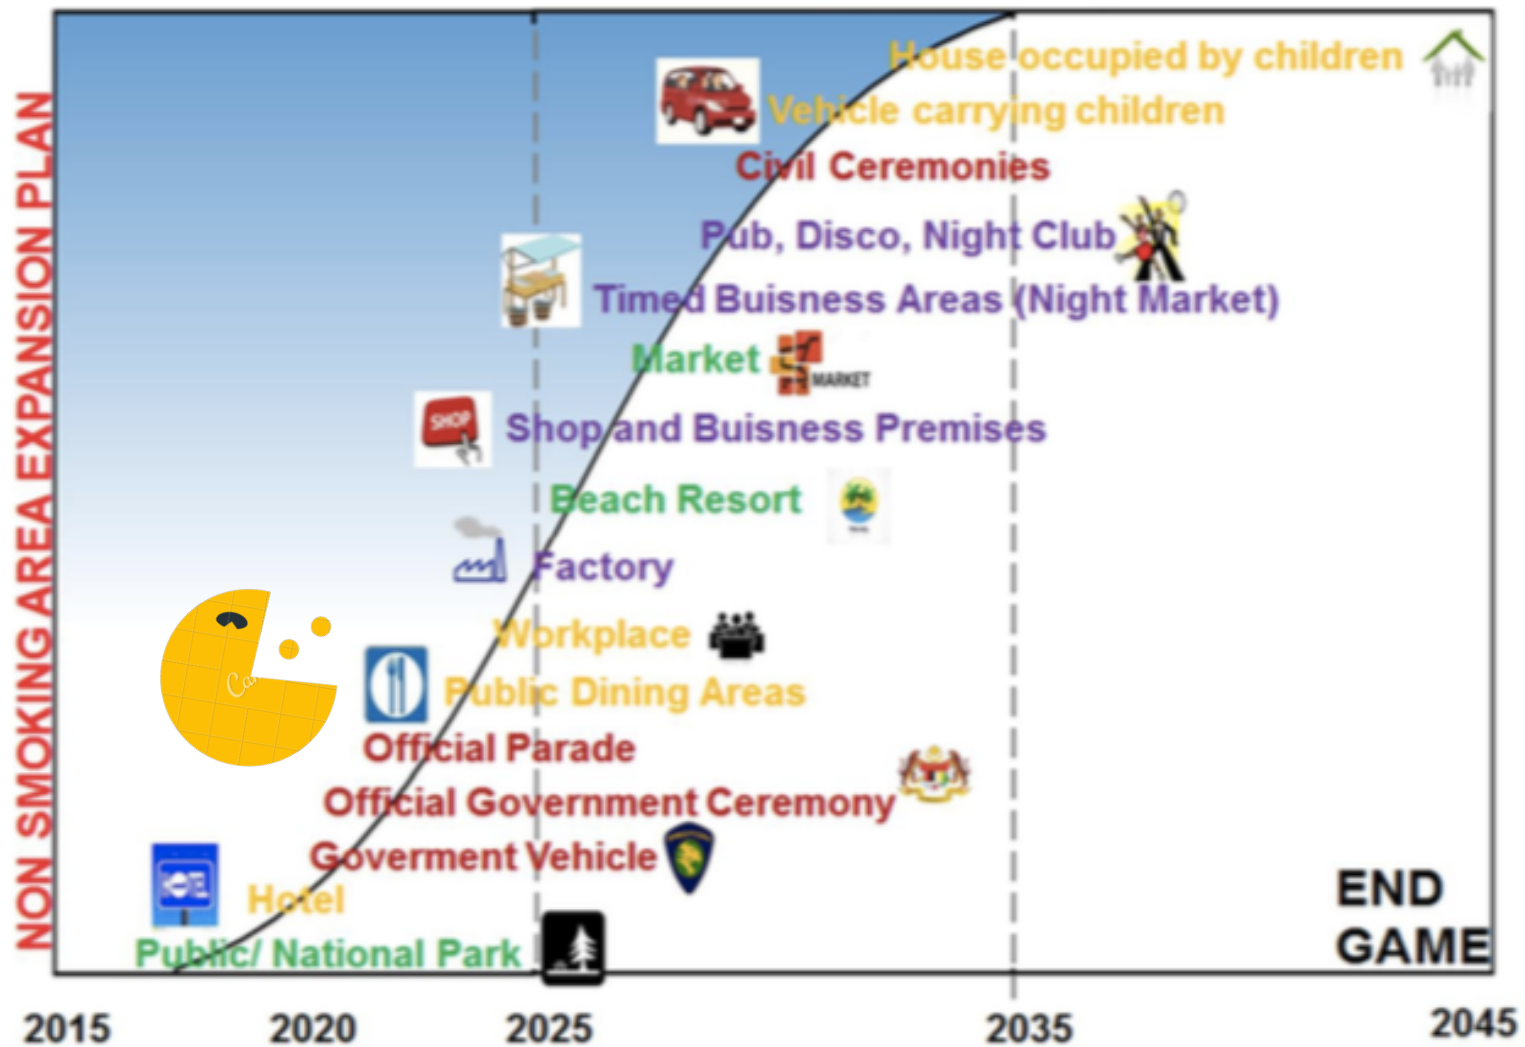 NON SMOKING AREA EXPANSION PLAN
House occupied by children
Vehicle carrying children
Civil Ceremonies
Pub, Disco, Night Club
Timed Buisness Areas (Night Market)
Market
MARKET
SHOP
Shop and Buisness Premises
Beach Resort
Factory
Workplace
Public Dining Areas
Official Parade
Official Government Ceremony
Goverment Vehicle
Hotel
Public/ National Park
END
GAME
2015 2020 2025 2035 2045